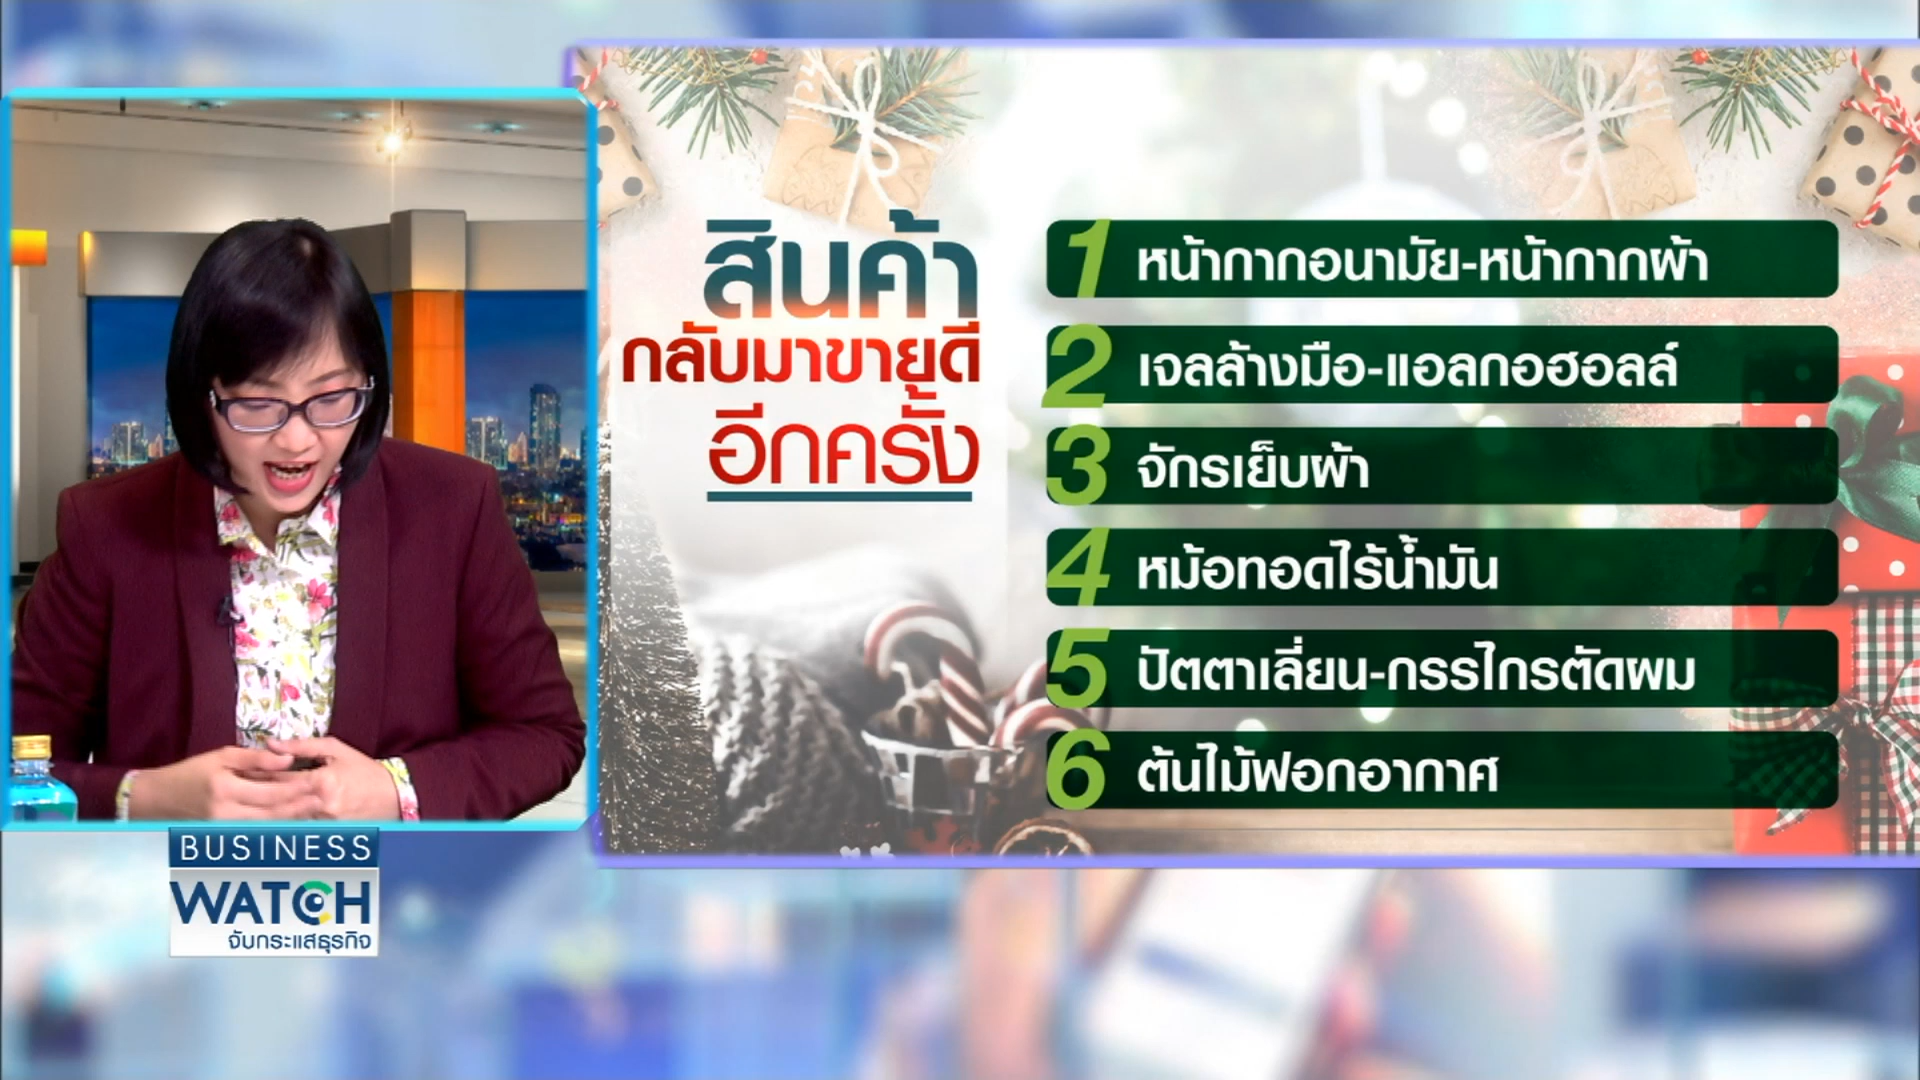 สินค้า
กลับมาขายดี
อีกครั้ง
1 หน้ากากอนามัย-หน้ากากผ้า
2 เจลล้างมือ-แอลกอฮอลล์
3 จักรเย็บผ้า
4 หม้อทอดไร้น้ำมัน
5 ปัตตาเลี่ยน-กรรไกรตัดผม
6 ต้นไม้ฟอกอากาศ
BUSINESS
WATCH
จับกระแสธุรกิจ